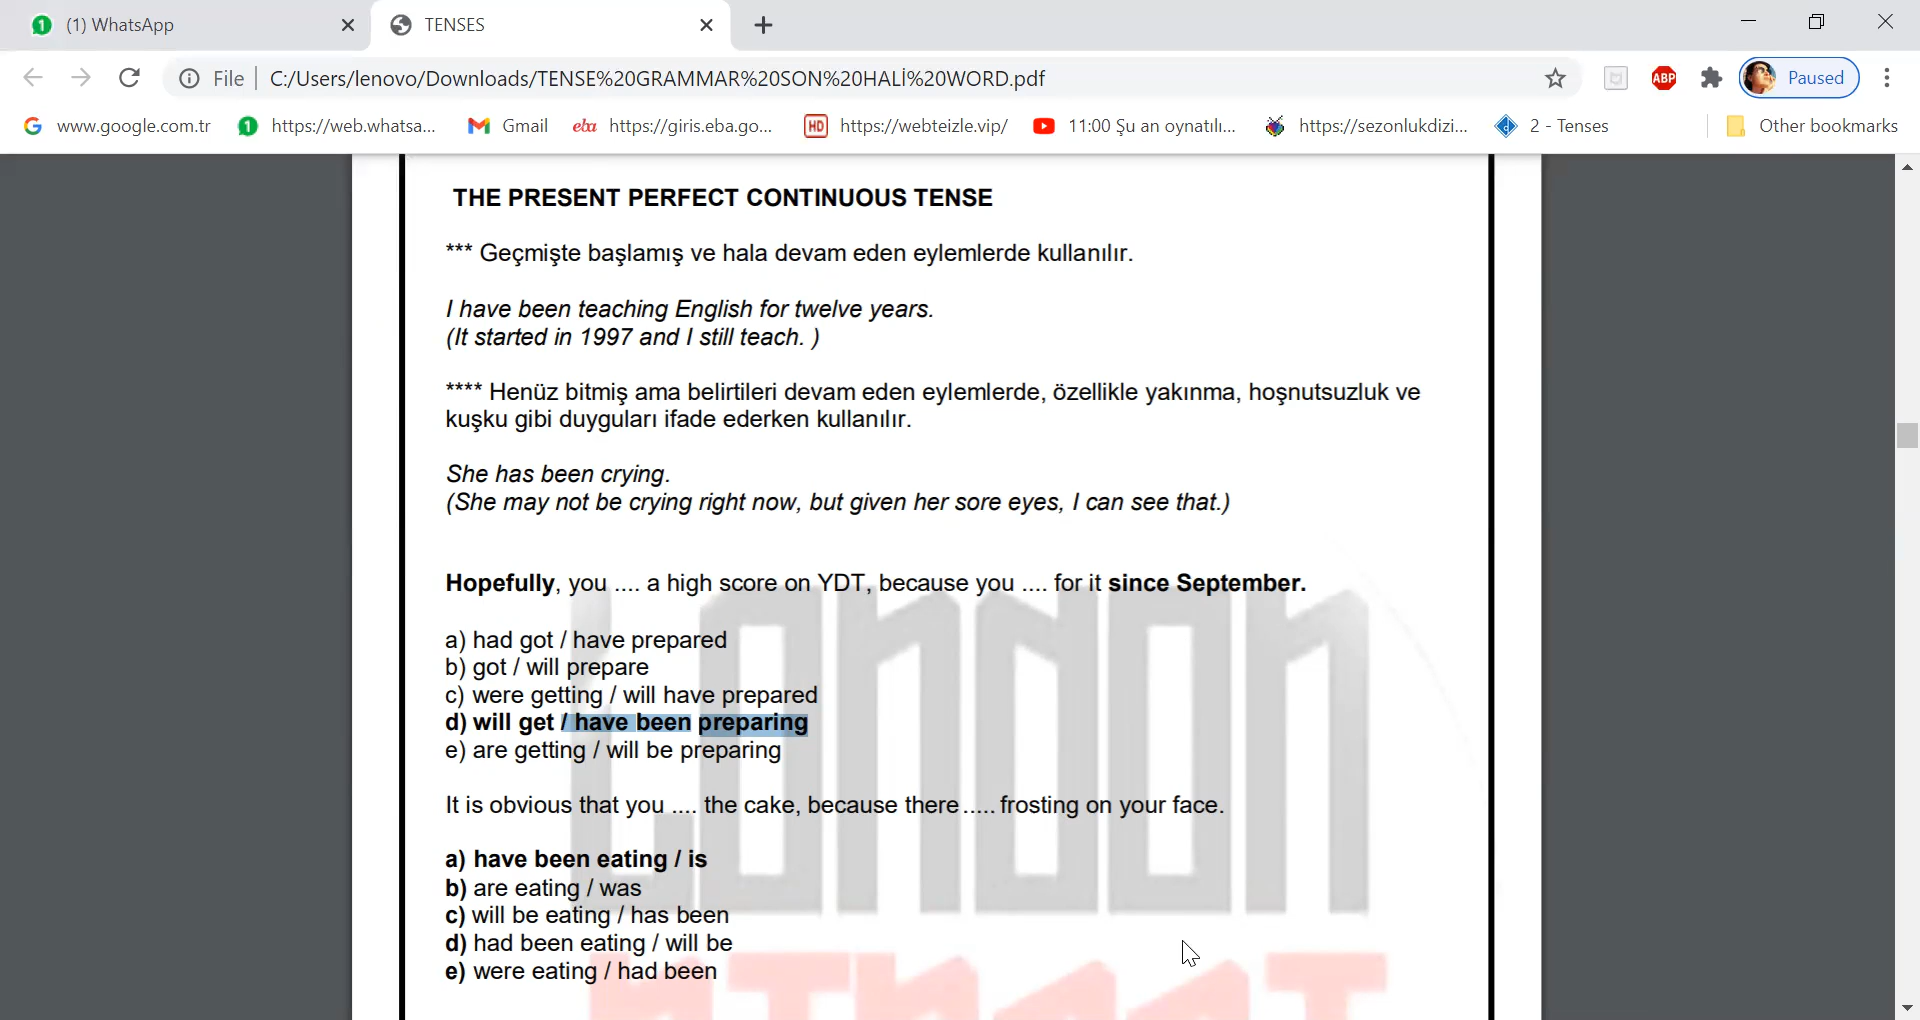 (1) WhatsApp
TENSES
File
C:/Users/lenovo/Downloads/TENSE%20GRAMMAR%20SON%20HALİ%20WORD.pdf
ABP
Paused
www.google.com.tr
1
https://web.whatsa...
Gmail
eba
https://giris.eba.go...
HD
https://webteizle.vip/
11:00 Şu an oynatılı...
https://sezonlukdizi...
2 - Tenses
Other bookmarks
THE PRESENT PERFECT CONTINUOUS TENSE
*** Geçmişte başlamış ve hala devam eden eylemlerde kullanılır.
I have been teaching English for twelve years.
(It started in 1997 and I still teach. )
**** Henüz bitmiş ama belirtileri devam eden eylemlerde, özellikle yakınma, hoşnutsuzluk ve
kuşku gibi duyguları ifade ederken kullanılır.
She has been crying.
(She may not be crying right now, but given her sore eyes, I can see that.)
Hopefully, you .... a high score on YDT, because you .... for it since September.
a) had got / have prepared
b) got / will prepare
c) were getting / will have prepared
d) will get / have been preparing
e) are getting / will be preparing
It is obvious that you .... the cake, because there ..... frosting on your face.
a) have been eating / is
b) are eating / was
c) will be eating / has been
d) had been eating / will be
e) were eating / had been
London